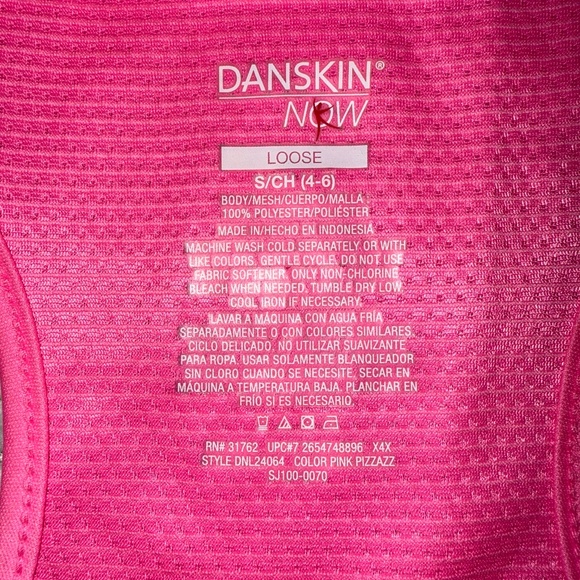 DANSKIN®
NOW
LOOSE
S/CH (4-6)
BODY/MESH/CUERPO/MALLA
100% POLYESTER/POLIÉSTER
MADE IN/HECHO EN INDONESIA
MACHINE WASH COLD SEPARATELY OR WITH
LIKE COLORS. GENTLE CYCLE. DO NOT USE
FABRIC SOFTENER. ONLY NON-CHLORINE
BLEACH WHEN NEEDED. TUMBLE DRY LOW.
COOL IRON IF NECESSARY.
LAVAR A MÁQUINA CON AGUA FRÍA
SEPARADAMENTE O CON COLORES SIMILARES.
CICLO DELICADO. NO UTILIZAR SUAVIZANTE
PARA ROPA. USAR SOLAMENTE BLANQUEADOR
SIN CLORO CUANDO SE NECESITE. SECAR EN
MÁQUINA A TEMPERATURA BAJA. PLANCHAR EN
FRÍO SI ES NECESARIO.
RN# 31762 UPC#7 2654748896 X4X
STYLE DNL24064 COLOR PINK PIZZAZZ
SJ100-0070